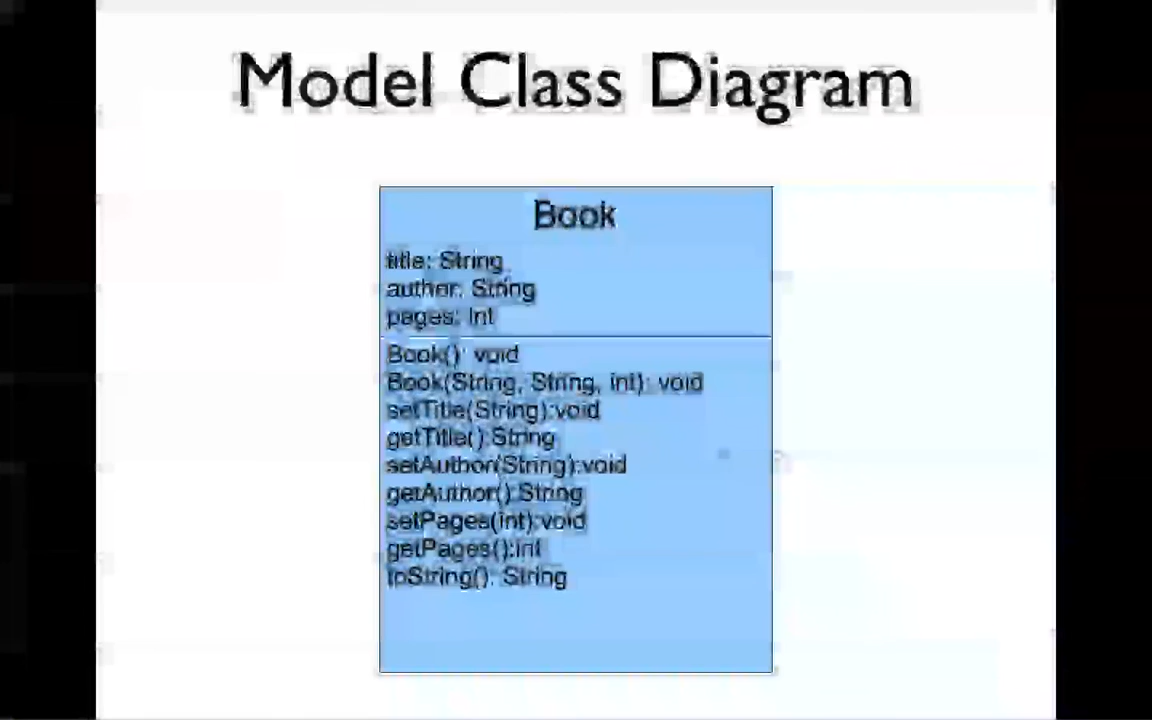 Model Class Diagram
Book
title: String
author: String
pages: int
Book(): void
Book(String, String, int): void
setTitle(String):void
getTitle():String
setAuthor(String):void
getAuthor():String
setPages(int):void
getPages():int
toString(): String